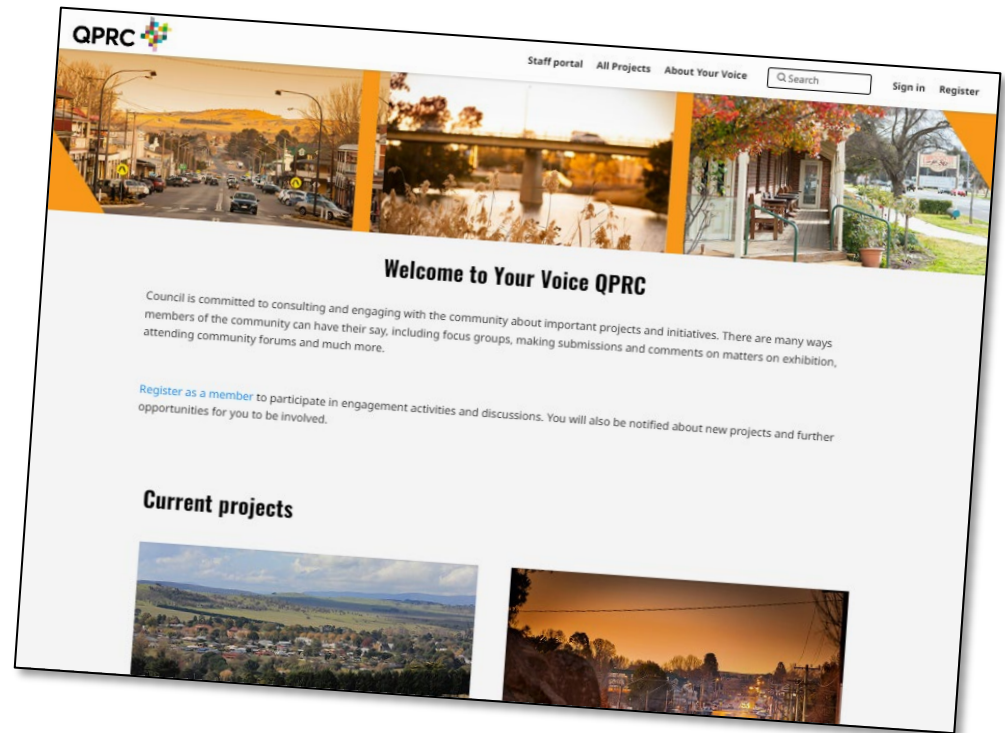 QPRC
Staff portal All Projects About Your Voice Search Sign in Register
Welcome to Your Voice QPRC
Council is committed to consulting and engaging with the community about important projects and initiatives. There are many ways
members of the community can have their say, including focus groups, making submissions and comments on matters on exhibition,
attending community forums and much more.
Register as a member to participate in engagement activities and discussions. You will also be notified about new projects and further
opportunities for you to be involved.
Current projects